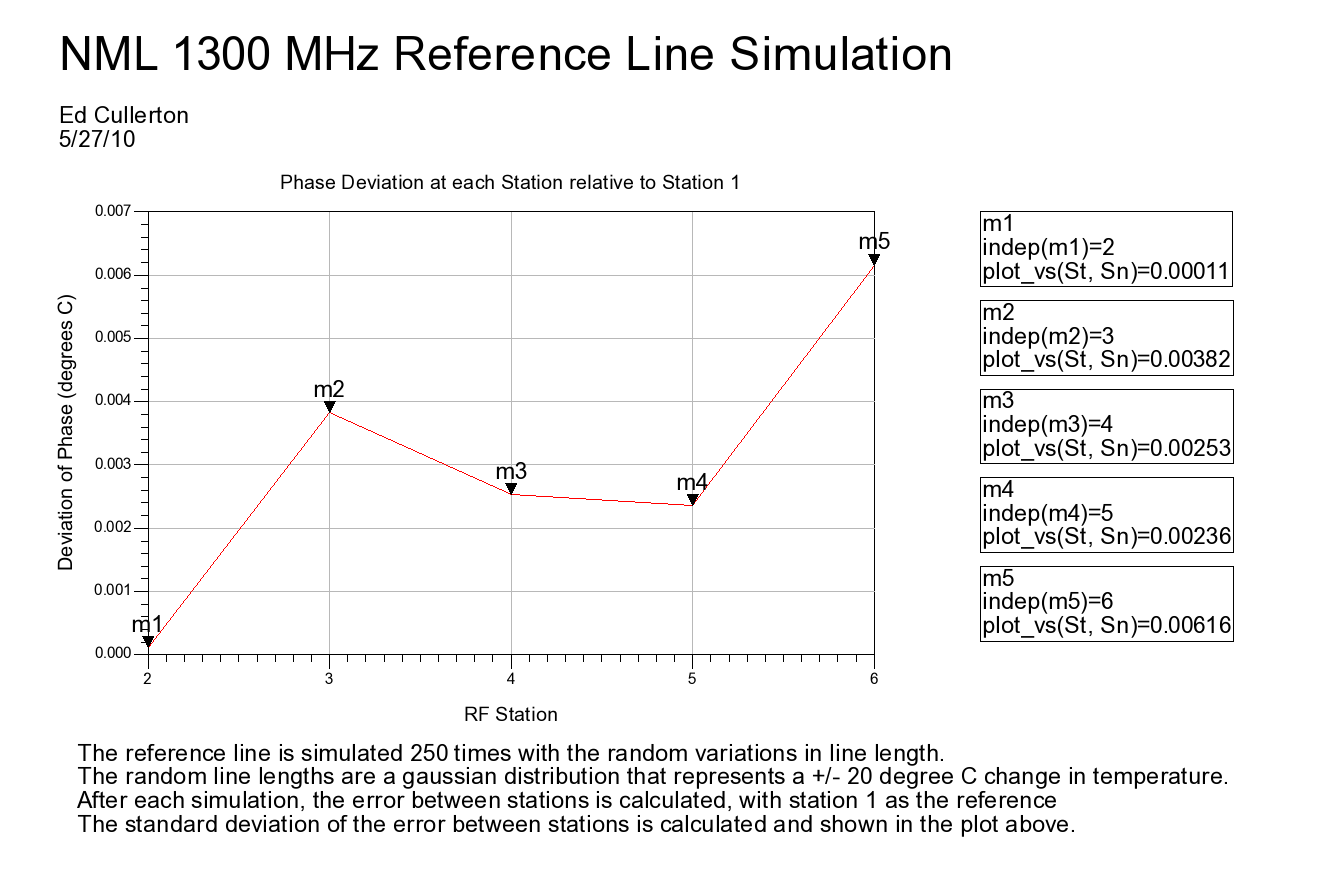 NML 1300 MHz Reference Line Simulation
Ed Cullerton
5/27/10
Phase Deviation at each Station relative to Station 1
Deviation of Phase (degrees C)
0.007
0.006
0.005
0.004
0.003
0.002
0.001
0.000
m1
m2
m3
m4
m5
2
3
4
5
6
RF Station
m1
indep(m1)=2
plot_vs(St, Sn)=0.00011
m2
indep(m2)=3
plot_vs(St, Sn)=0.00382
m3
indep(m3)=4
plot_vs(St, Sn)=0.00253
m4
indep(m4)=5
plot_vs(St, Sn)=0.00236
m5
indep(m5)=6
plot_vs(St, Sn)=0.00616
The reference line is simulated 250 times with the random variations in line length.
The random line lengths are a gaussian distribution that represents a +/- 20 degree C change in temperature.
After each simulation, the error between stations is calculated, with station 1 as the reference
The standard deviation of the error between stations is calculated and shown in the plot above.